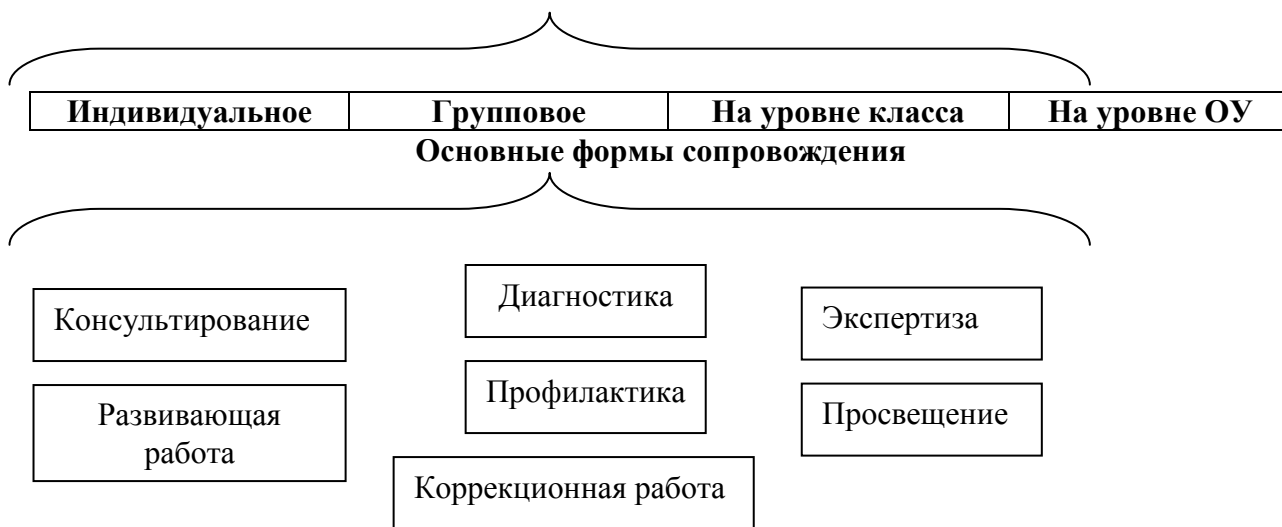 Индивидуальное Групповое На уровне класса На уровне ОУ
Основные формы сопровождения
Консультирование
Диагностика
Экспертиза
Развивающая
работа
Профилактика
Просвещение
Коррекционная работа